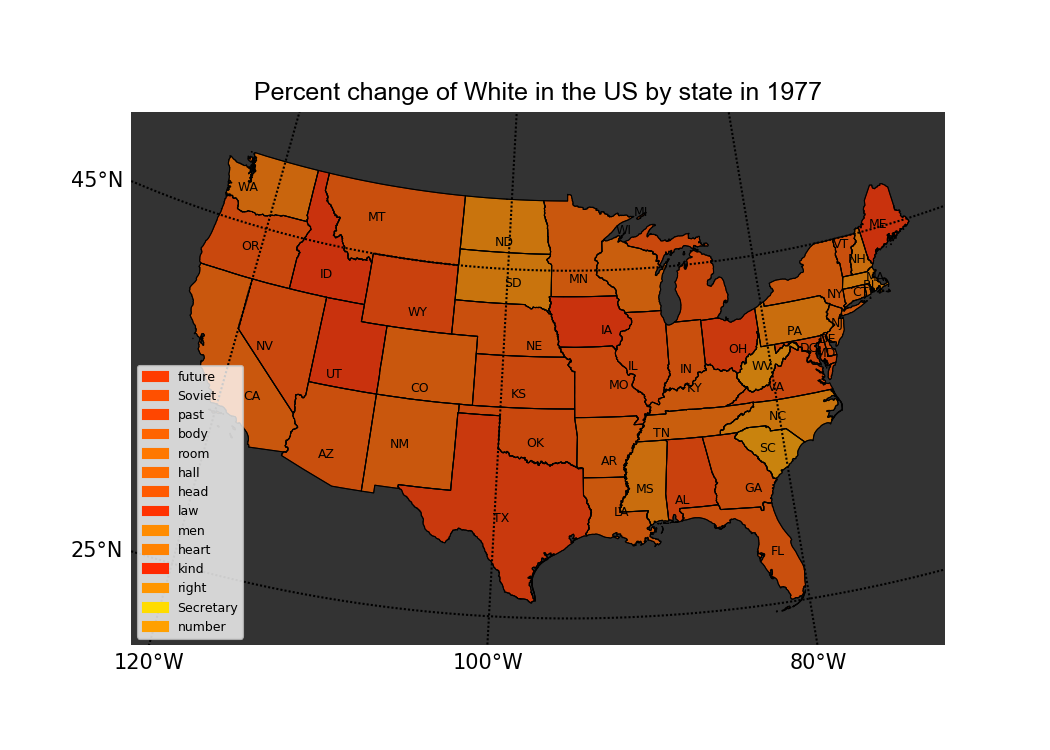 Percent change of White in the US by state in 1977
45°N
25°N
120°W
100°W
80°W
WA
OR
CA
NV
ID
MT
WY
UT
AZ
CO
NM
ND
SD
NE
KS
OK
TX
MN
IA
MO
AR
LA
WI
MI
IL
IN
OH
KY
TN
MS
AL
GA
FL
SC
NC
VA
WV
PA
NY
VT
NH
ME
MA
CT
NJ
MD
future
Soviet
past
body
room
hall
head
law
men
heart
kind
right
Secretary
number